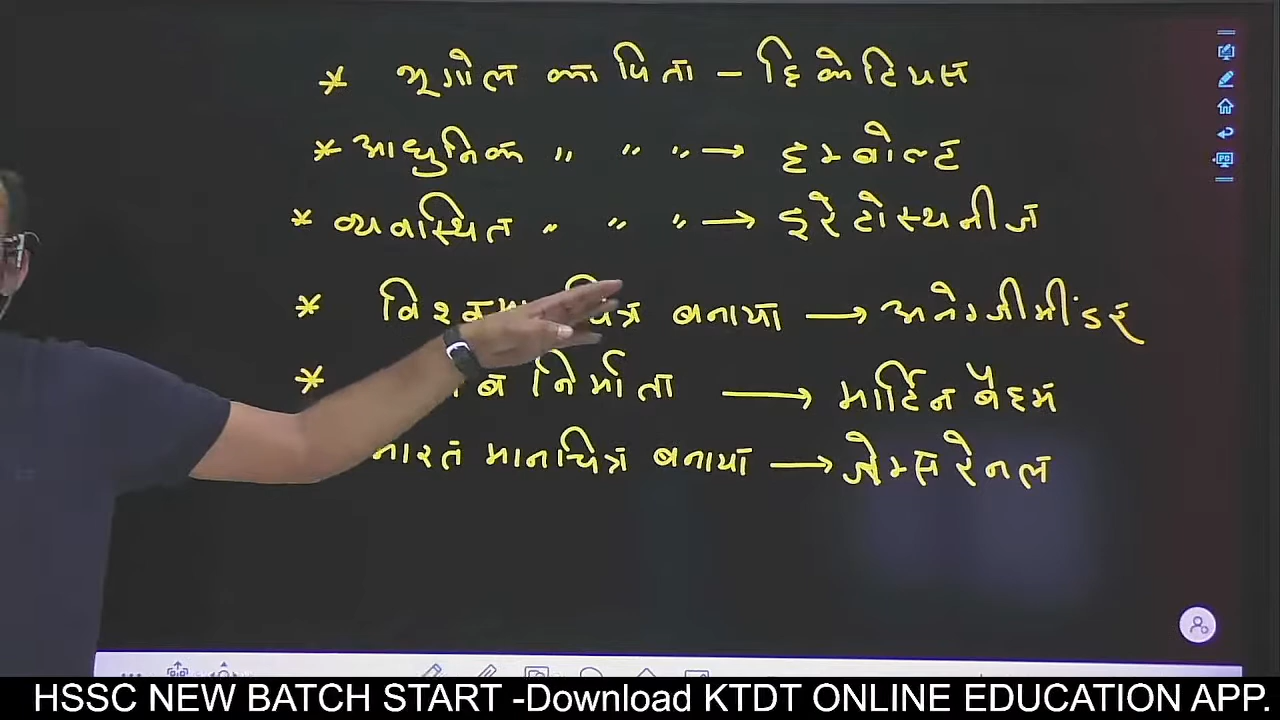 * भूगोल का पिता - हिकेटियस
* आधुनिक " " " → हम्बोल्ट
* व्यवस्थित " " " → इरेटोस्थनीज
* चित्र बनाया → अनेग्जीमींडर
* निर्माता → मार्टिन बैहम
भारत मानचित्र बनाया → जेम्स रेनल
HSSC NEW BATCH START -Download KTDT ONLINE EDUCATION APP.